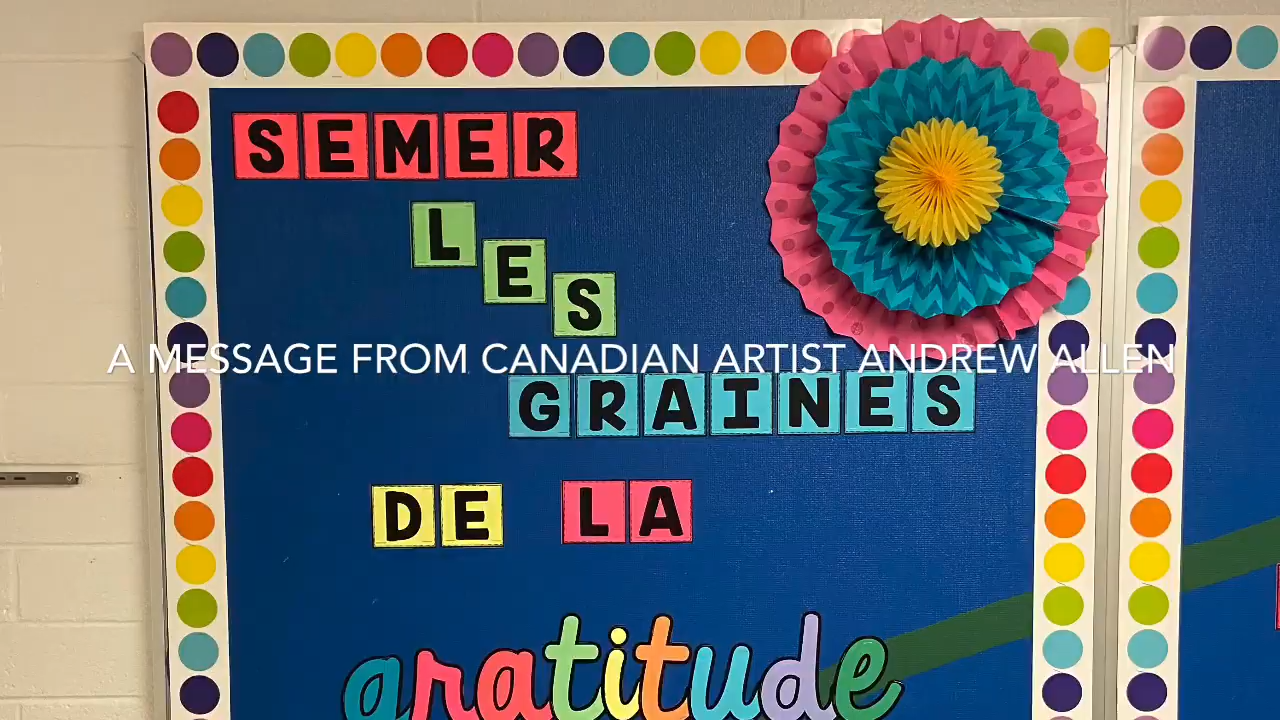 SEMER
LES
A MESSAGE FROM CANADIAN ARTIST ANDREW ALLEN
GRAINES
DE LA
gratitude